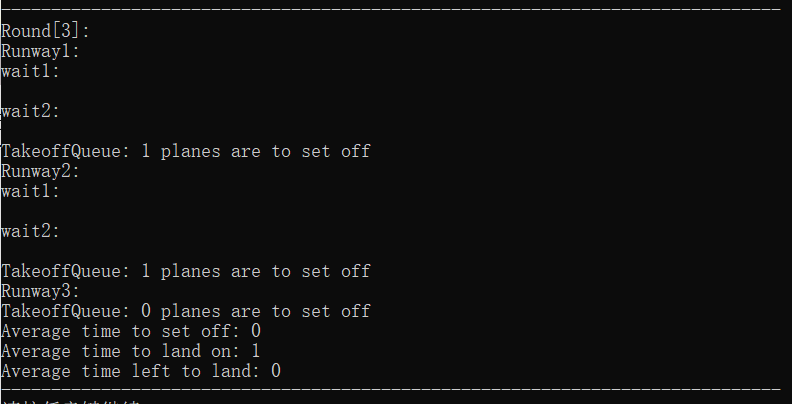 --------------------------------------------------------------------------------
Round[3]:
Runway1:
wait1:
wait2:
TakeoffQueue: 1 planes are to set off
Runway2:
wait1:
wait2:
TakeoffQueue: 1 planes are to set off
Runway3:
TakeoffQueue: 0 planes are to set off
Average time to set off: 0
Average time to land on: 1
Average time left to land: 0
--------------------------------------------------------------------------------